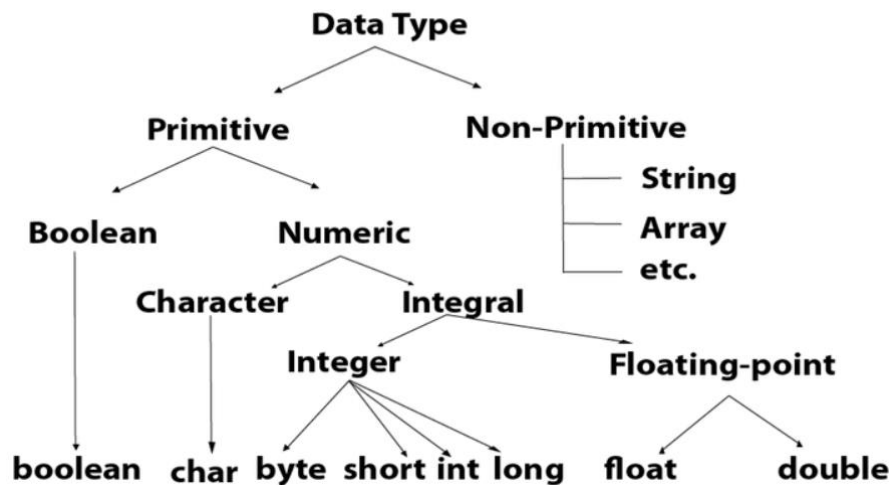 Data Type
Primitive
Non-Primitive
String
Array
etc.
Boolean
Numeric
Character
Integral
Integer
Floating-point
boolean
char
byte
short
int
long
float
double